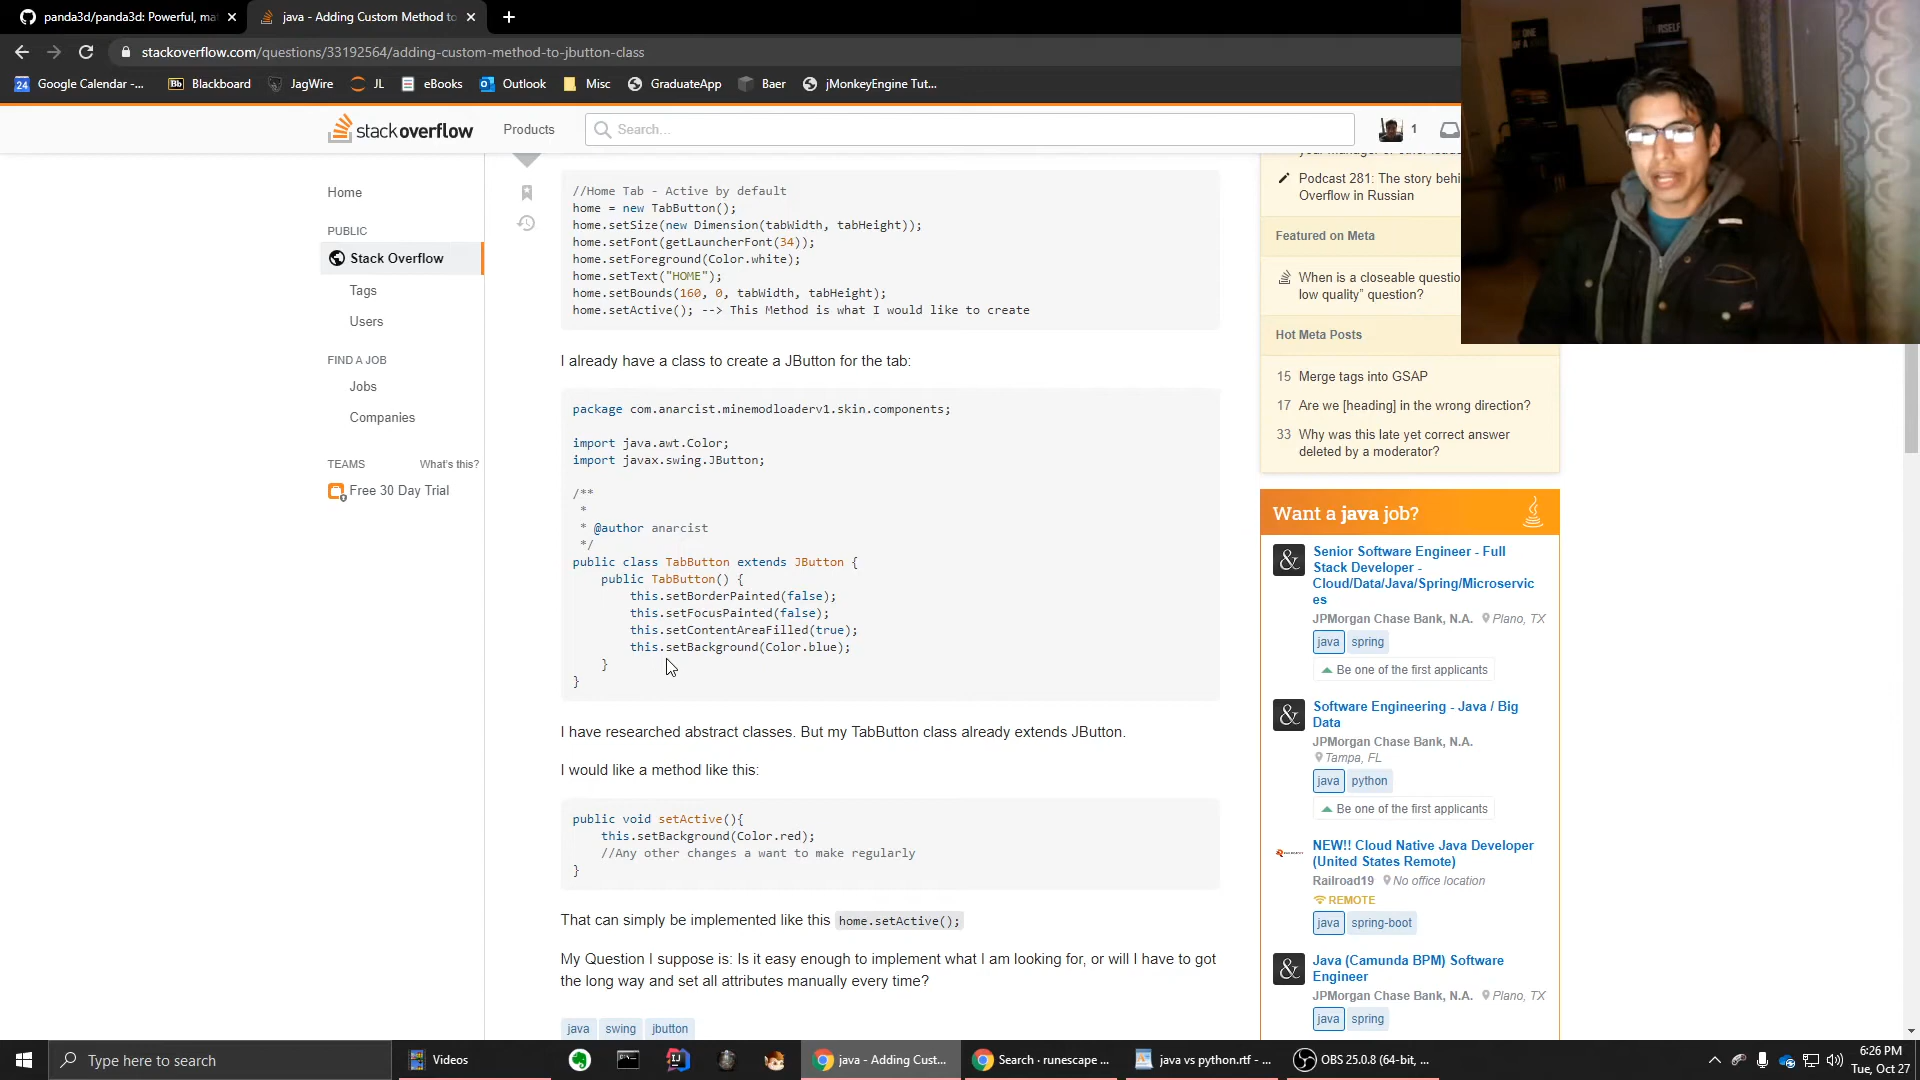 panda3d/panda3d: Powerful, ma
java - Adding Custom Method to
stackoverflow.com/questions/33192564/adding-custom-method-to-jbutton-class
24 Google Calendar -...
Bb Blackboard
JagWire
JL
eBooks
Outlook
Misc
GraduateApp
Baer
jMonkeyEngine Tut...
stackoverflow
Products
Search...
1
Home
PUBLIC
Stack Overflow
Tags
Users
FIND A JOB
Jobs
Companies
TEAMS
What's this?
Free 30 Day Trial
//Home Tab - Active by default
home = new TabButton();
home.setSize(new Dimension(tabWidth, tabHeight));
home.setFont(getLauncherFont(34));
home.setForeground(Color.white);
home.setText("HOME");
home.setBounds(160, 0, tabWidth, tabHeight);
home.setActive(); --> This Method is what I would like to create
I already have a class to create a JButton for the tab:
package com.anarcist.minemodloaderv1.skin.components;
import java.awt.Color;
import javax.swing.JButton;
/**
*
* @author anarcist
*/
public class TabButton extends JButton {
public TabButton() {
this.setBorderPainted(false);
this.setFocusPainted(false);
this.setContentAreaFilled(true);
this.setBackground(Color.blue);
}
}
I have researched abstract classes. But my TabButton class already extends JButton.
I would like a method like this:
public void setActive(){
this.setBackground(Color.red);
//Any other changes a want to make regularly
}
That can simply be implemented like this home.setActive();
My Question I suppose is: Is it easy enough to implement what I am looking for, or will I have to got
the long way and set all attributes manually every time?
java swing jbutton
Podcast 281: The story behi
Overflow in Russian
Featured on Meta
When is a closeable questio
low quality" question?
Hot Meta Posts
15 Merge tags into GSAP
17 Are we [heading] in the wrong direction?
33 Why was this late yet correct answer
deleted by a moderator?
Want a java job?
Senior Software Engineer - Full
Stack Developer -
Cloud/Data/Java/Spring/Microservic
es
JPMorgan Chase Bank, N.A. Plano, TX
java spring
Be one of the first applicants
Software Engineering - Java / Big
Data
JPMorgan Chase Bank, N.A.
Tampa, FL
java python
Be one of the first applicants
NEW!! Cloud Native Java Developer
(United States Remote)
Railroad19 No office location
REMOTE
java spring-boot
Java (Camunda BPM) Software
Engineer
JPMorgan Chase Bank, N.A. Plano, TX
java spring
Type here to search
Videos
java - Adding Cust...
Search · runescape ...
java vs python.rtf - ...
OBS 25.0.8 (64-bit, ...
6:26 PM
Tue, Oct 27